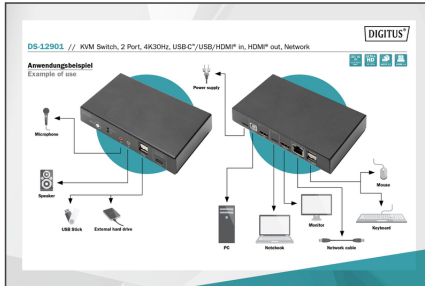 DIGITUS®
DS-12901 // KVM Switch, 2 Port, 4K30Hz, USB-C™/USB/HDMI® in, HDMI® out, Network
Anwendungsbeispiel
Example of use
Power supply
Microphone
Speaker
USB Stick
External hard drive
PC
Notebook
Monitor
Network cable
Mouse
Keyboard